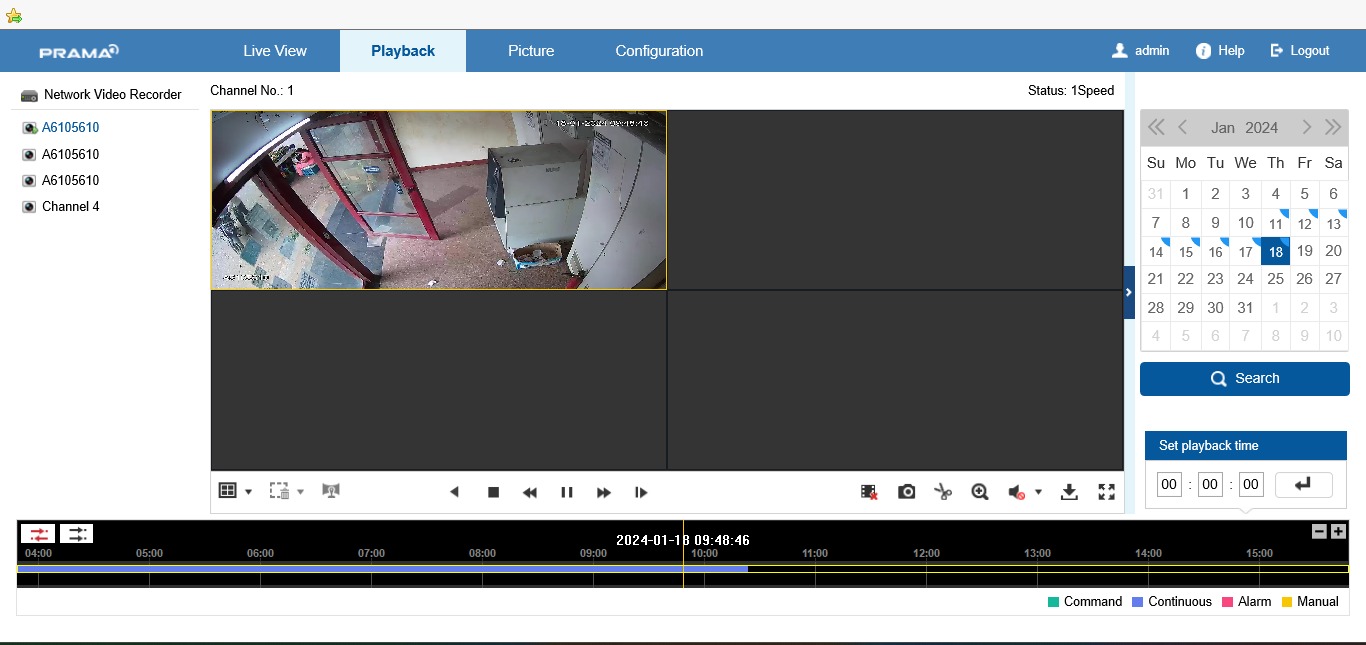 PRAMA
Live View
Playback
Picture
Configuration
admin
Help
Logout
Network Video Recorder
A6105610
A6105610
A6105610
Channel 4
Channel No.: 1
Status: 1Speed
Jan 2024
Su Mo Tu We Th Fr Sa
31 1 2 3 4 5 6
7 8 9 10 11 12 13
14 15 16 17 18 19 20
21 22 23 24 25 26 27
28 29 30 31 1 2 3
4 5 6 7 8 9 10
Search
Set playback time
00 : 00 : 00
2024-01-18 09:48:46
04:00 05:00 06:00 07:00 08:00 09:00 10:00 11:00 12:00 13:00 14:00 15:00
Command
Continuous
Alarm
Manual